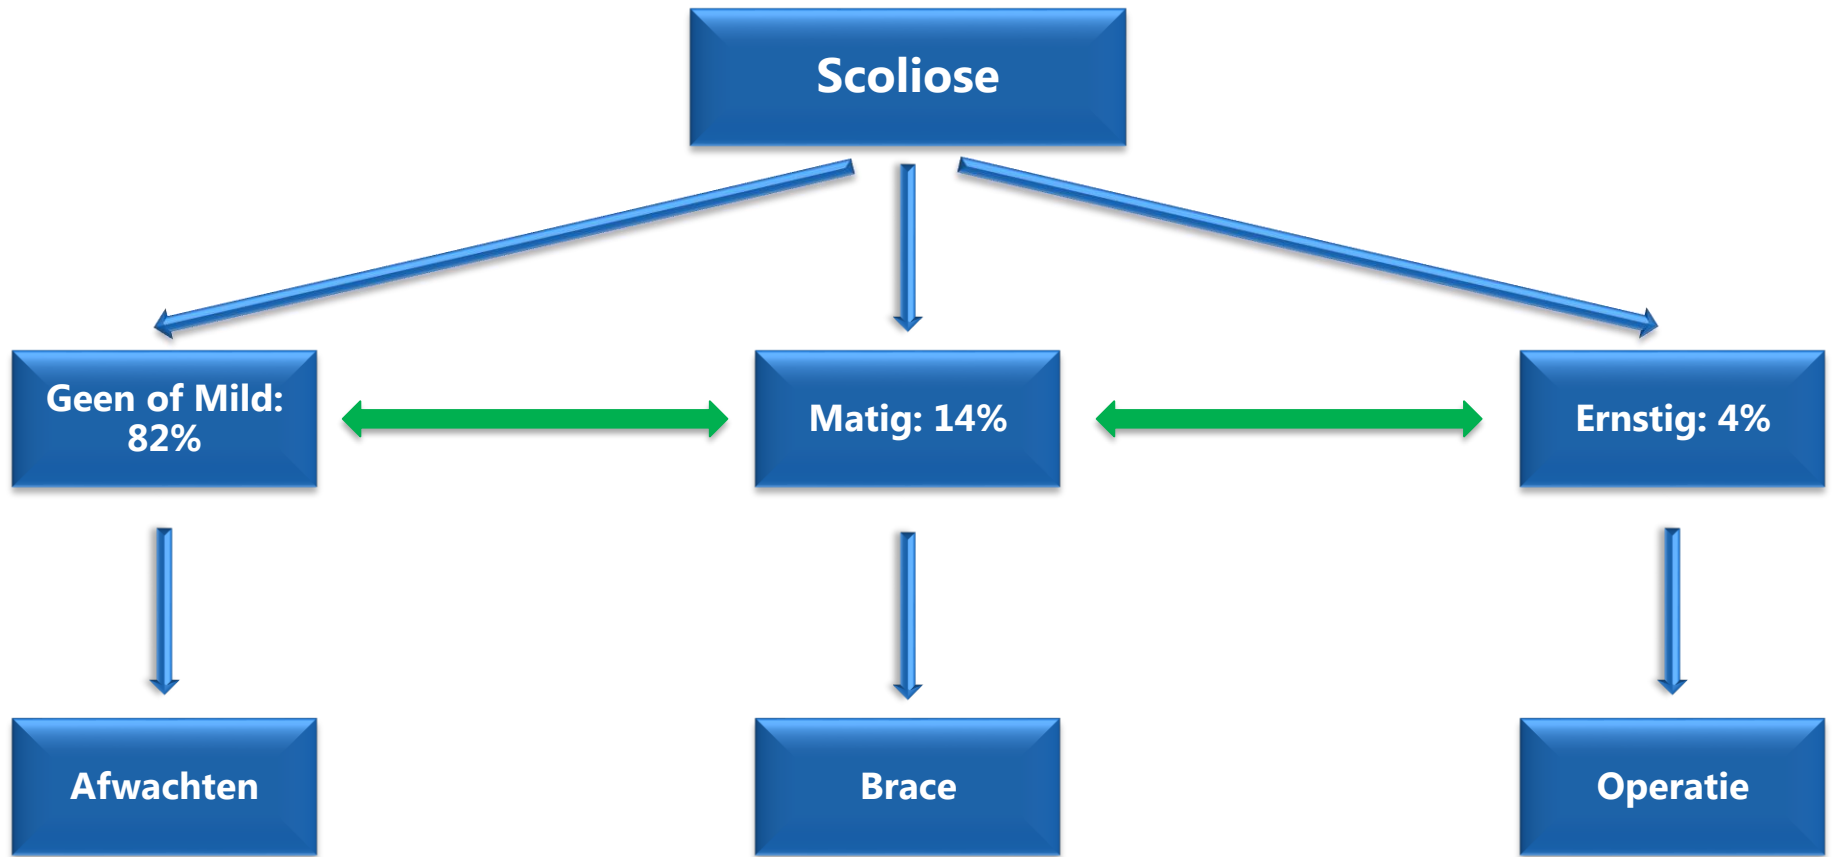 Scoliose
Geen of Mild:
82%
Matig: 14%
Ernstig: 4%
Afwachten
Brace
Operatie